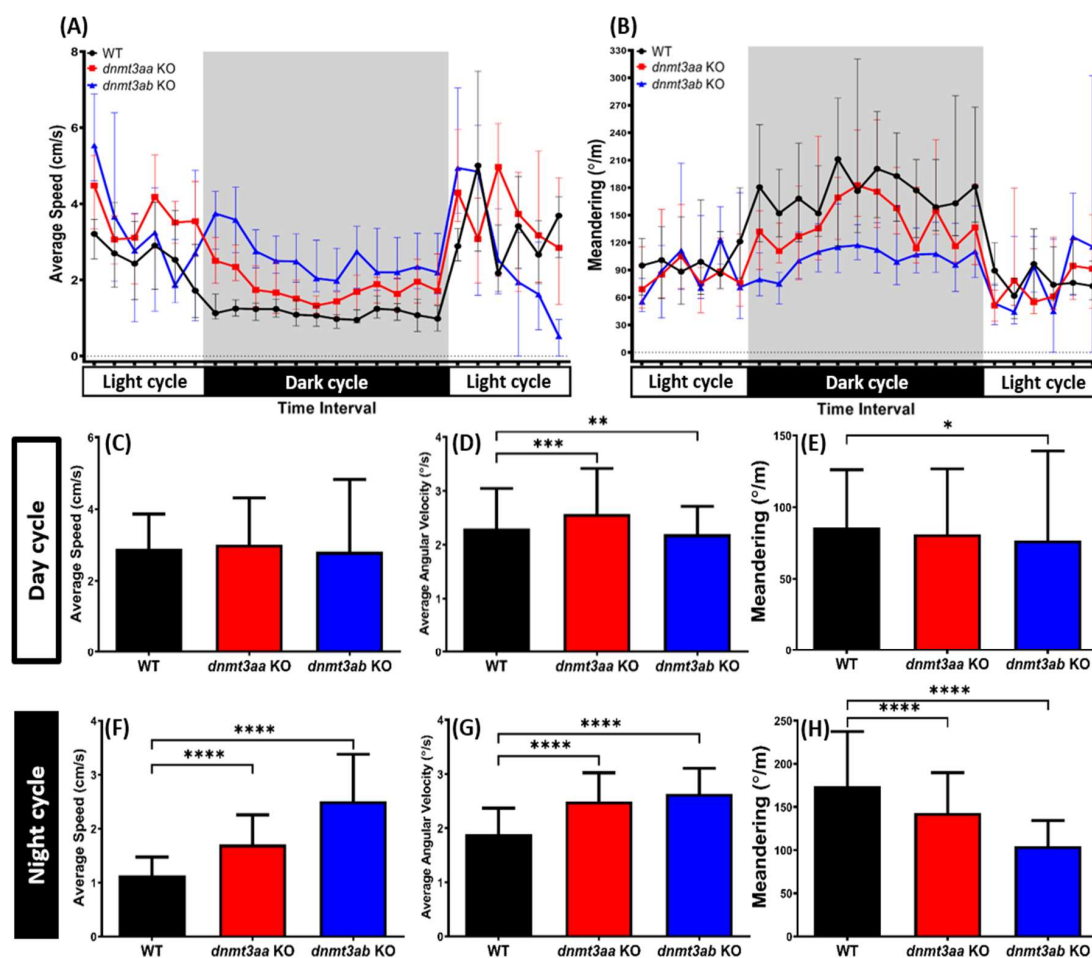 (A)
WT
dnmt3aa KO
dnmt3ab KO
Average Speed (cm/s)
8
6
4
2
0
Light cycle
Dark cycle
Light cycle
Time Interval
(B)
WT
dnmt3aa KO
dnmt3ab KO
Meandering (°/m)
330
300
270
240
210
180
150
120
90
60
30
0
Light cycle
Dark cycle
Light cycle
Time Interval
Day cycle
(C)
Average Speed (cm/s)
6
4
2
0
WT
dnmt3aa KO
dnmt3ab KO
(D)
**
***
Average Angular Velocity (°/s)
4
3
2
1
0
WT
dnmt3aa KO
dnmt3ab KO
(E)
*
Meandering (°/m)
150
100
50
0
WT
dnmt3aa KO
dnmt3ab KO
Night cycle
(F)
****
****
Average Speed (cm/s)
4
3
2
1
0
WT
dnmt3aa KO
dnmt3ab KO
(G)
****
****
Average Angular Velocity (°/s)
4
3
2
1
0
WT
dnmt3aa KO
dnmt3ab KO
(H)
****
****
Meandering (°/m)
250
200
150
100
50
0
WT
dnmt3aa KO
dnmt3ab KO